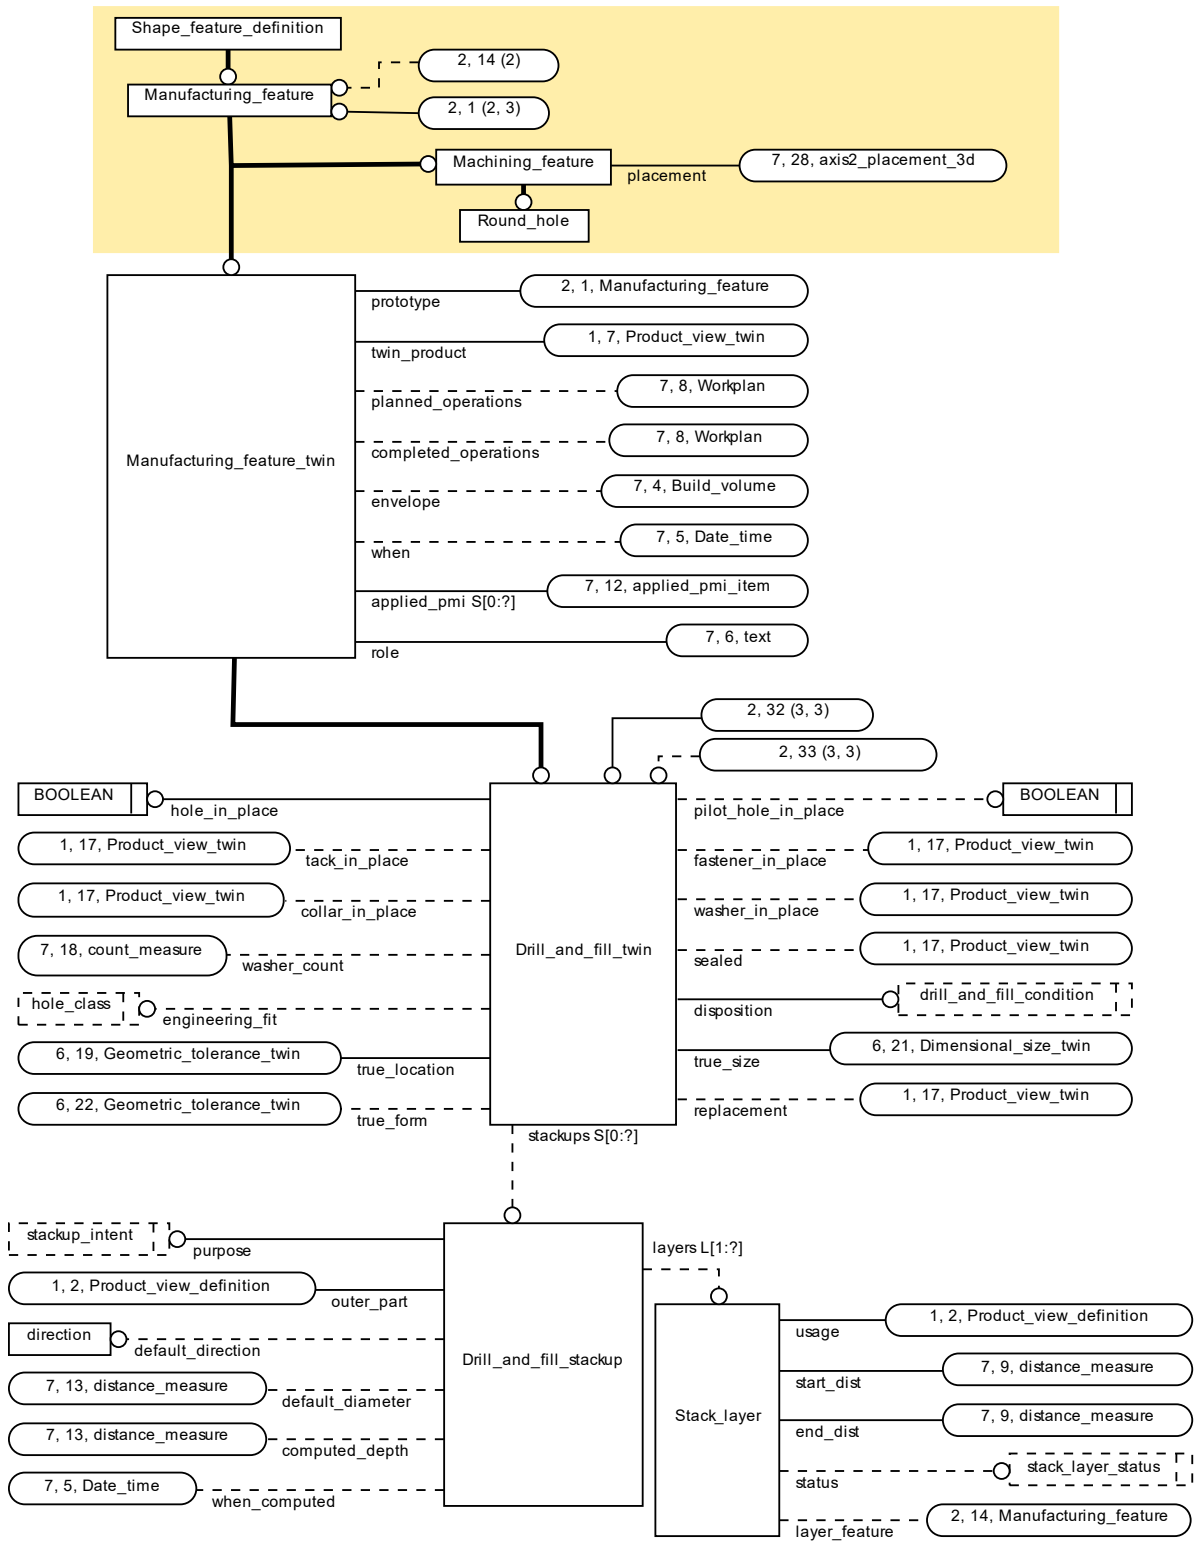 Shape_feature_definition
2, 14 (2)
Manufacturing_feature
2, 1 (2, 3)
Machining_feature
placement
7, 28, axis2_placement_3d
Round_hole
Manufacturing_feature_twin
prototype
2, 1, Manufacturing_feature
twin_product
1, 7, Product_view_twin
planned_operations
7, 8, Workplan
completed_operations
7, 8, Workplan
envelope
7, 4, Build_volume
when
7, 5, Date_time
applied_pmi S[0:?]
7, 12, applied_pmi_item
role
7, 6, text
2, 32 (3, 3)
2, 33 (3, 3)
Drill_and_fill_twin
BOOLEAN
hole_in_place
pilot_hole_in_place
BOOLEAN
1, 17, Product_view_twin
tack_in_place
fastener_in_place
1, 17, Product_view_twin
1, 17, Product_view_twin
collar_in_place
washer_in_place
1, 17, Product_view_twin
7, 18, count_measure
washer_count
sealed
1, 17, Product_view_twin
hole_class
engineering_fit
disposition
drill_and_fill_condition
6, 19, Geometric_tolerance_twin
true_location
true_size
6, 21, Dimensional_size_twin
6, 22, Geometric_tolerance_twin
true_form
replacement
1, 17, Product_view_twin
stackups S[0:?]
stackup_intent
purpose
1, 2, Product_view_definition
outer_part
direction
default_direction
Drill_and_fill_stackup
7, 13, distance_measure
default_diameter
7, 13, distance_measure
computed_depth
7, 5, Date_time
when_computed
layers L[1:?]
Stack_layer
usage
1, 2, Product_view_definition
start_dist
7, 9, distance_measure
end_dist
7, 9, distance_measure
status
stack_layer_status
layer_feature
2, 14, Manufacturing_feature